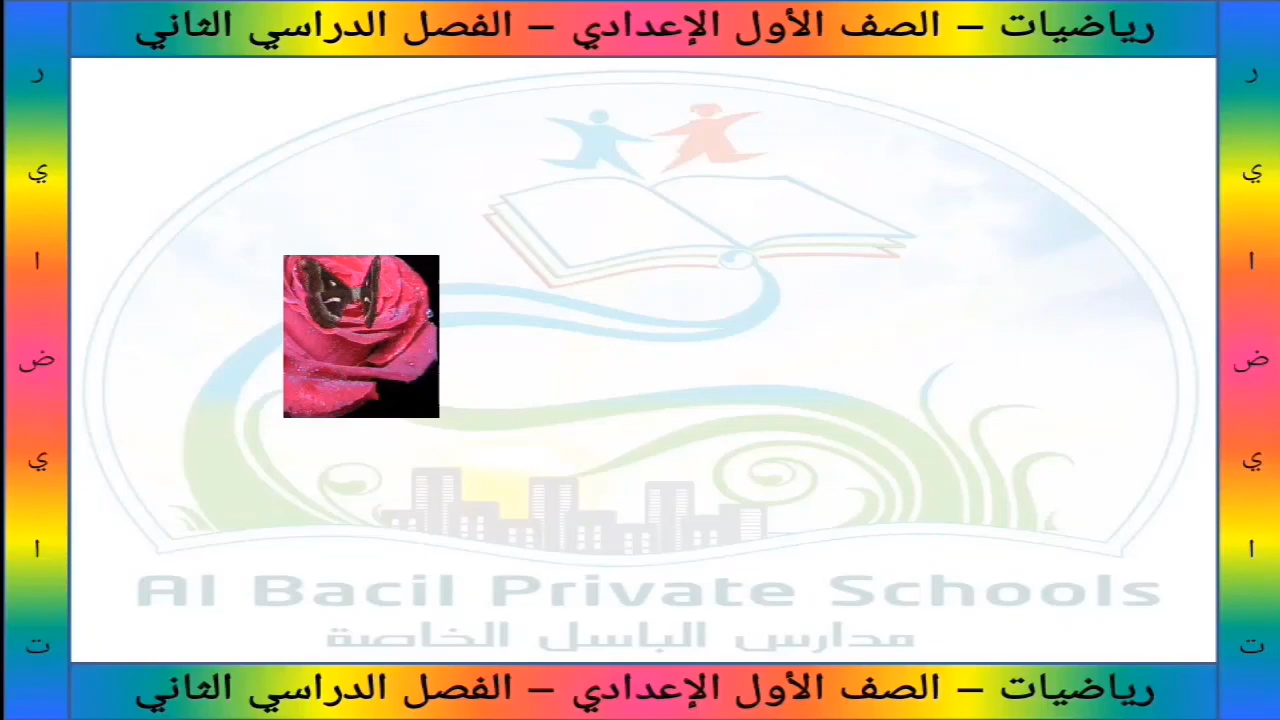 رياضيات – الصف الأول الإعدادي – الفصل الدراسي الثاني
ر
ي
ا
ض
ي
ا
ت
ر
ي
ا
ض
ي
ا
ت
Al Bacil Private Schools
مدارس الباسل الخاصة
رياضيات – الصف الأول الإعدادي – الفصل الدراسي الثاني